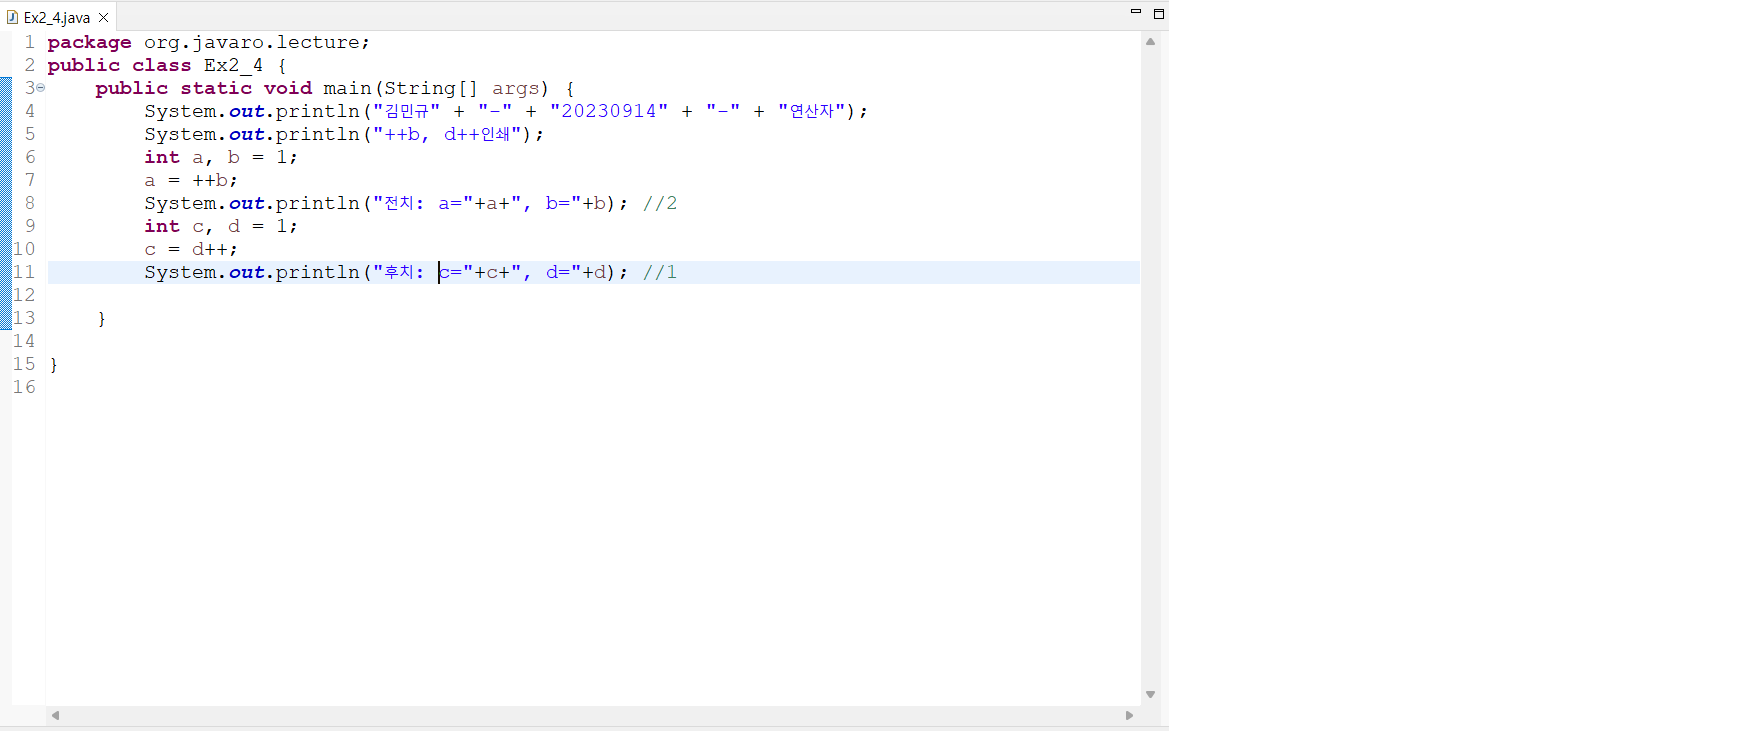 Ex2_4.java
1 package org.javaro.lecture;
2 public class Ex2_4 {
3 public static void main(String[] args) {
4 System.out.println("김민규" + "-" + "20230914" + "-" + "연산자");
5 System.out.println("++b, d++인쇄");
6 int a, b = 1;
7 a = ++b;
8 System.out.println("전치: a="+a+", b="+b); //2
9 int c, d = 1;
10 c = d++;
11 System.out.println("후치: c="+c+", d="+d); //1
12
13 }
14
15 }
16